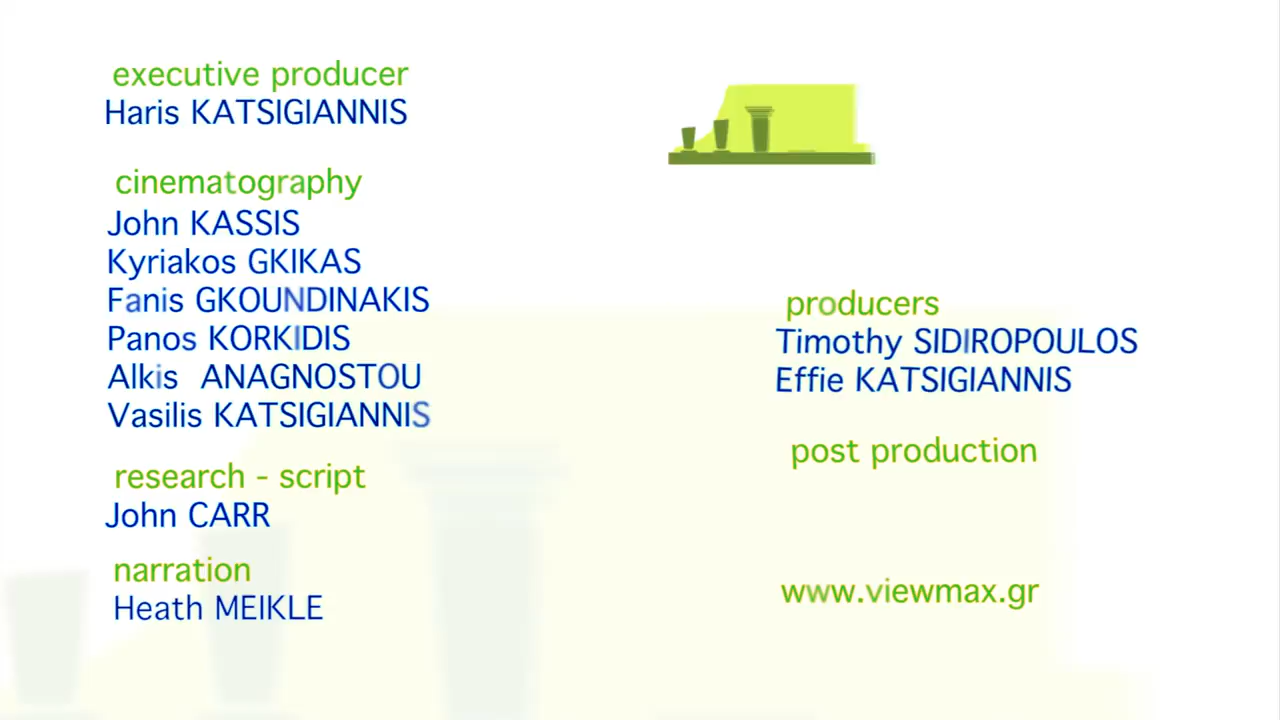 executive producer
Haris KATSIGIANNIS
cinematography
John KASSIS
Kyriakos GKIKAS
Fanis GKOUNDINAKIS
Panos KORKIDIS
Alkis ANAGNOSTOU
Vasilis KATSIGIANNIS
research - script
John CARR
narration
Heath MEIKLE
producers
Timothy SIDIROPOULOS
Effie KATSIGIANNIS
post production
www.viewmax.gr